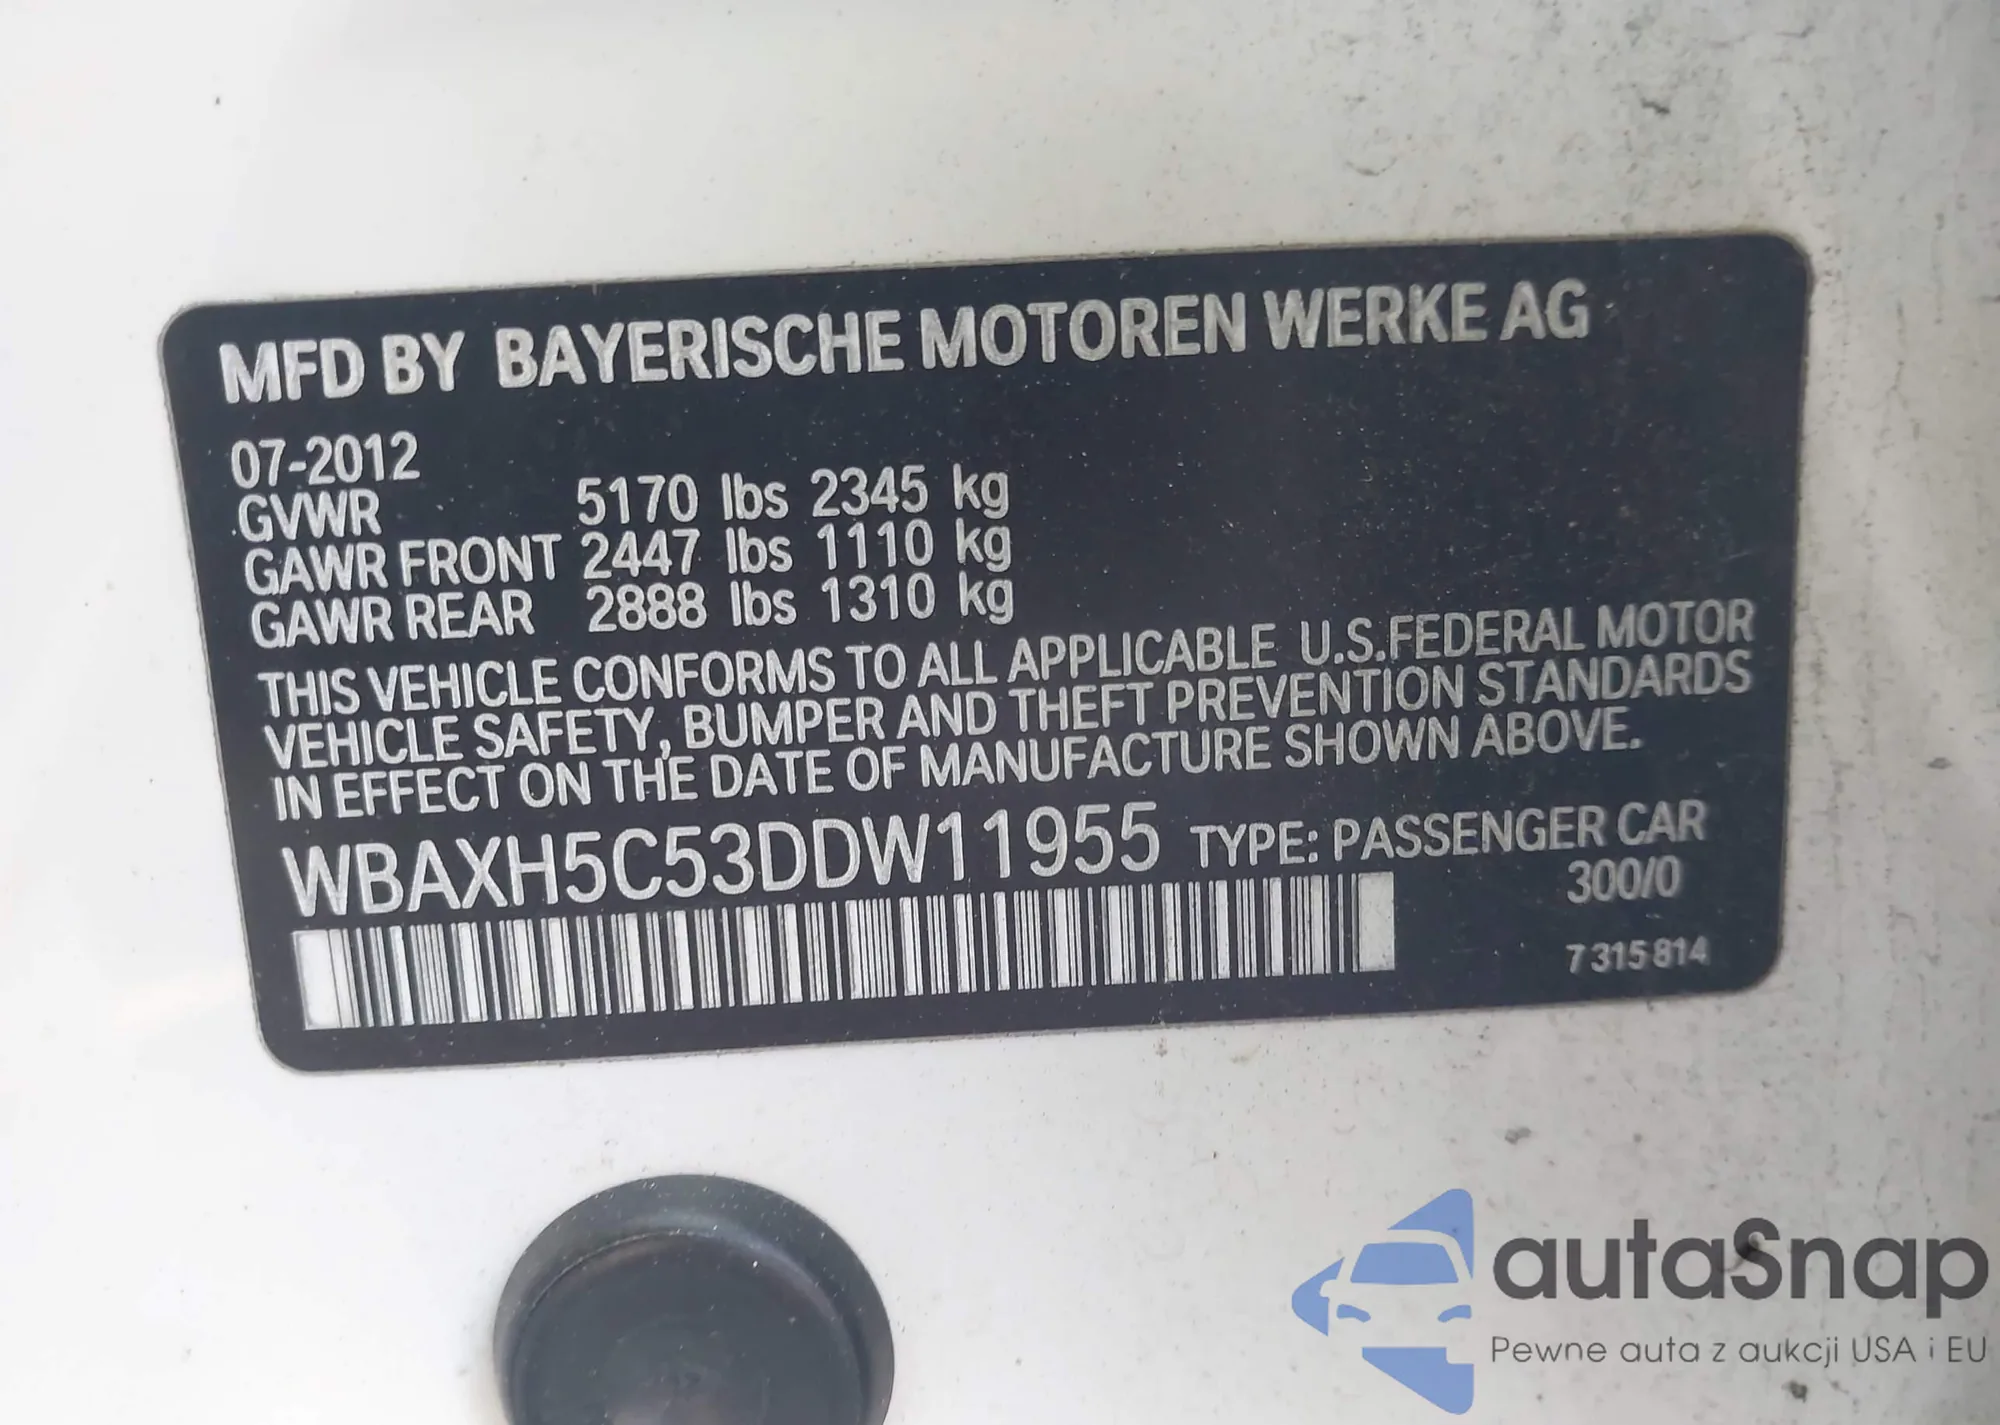 MFD BY BAYERISCHE MOTOREN WERKE AG
07-2012
GVWR 5170 lbs 2345 kg
GAWR FRONT 2447 lbs 1110 kg
GAWR REAR 2888 lbs 1310 kg
THIS VEHICLE CONFORMS TO ALL APPLICABLE U.S.FEDERAL MOTOR
VEHICLE SAFETY, BUMPER AND THEFT PREVENTION STANDARDS
IN EFFECT ON THE DATE OF MANUFACTURE SHOWN ABOVE.
WBAXH5C53DDW11955 TYPE: PASSENGER CAR
300/0
7 315 814
autaSnap
Pewne auta z aukcji USA i EU